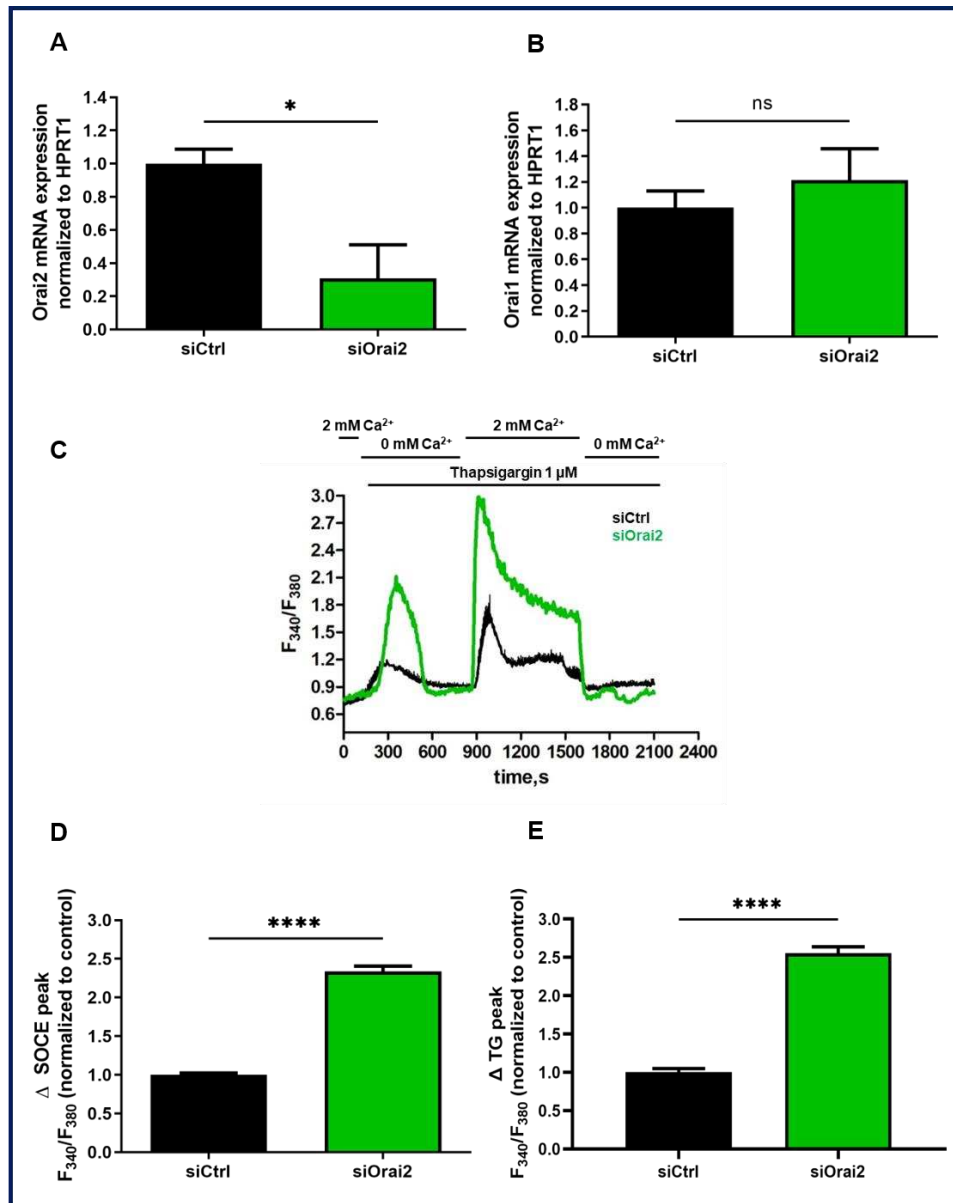 A
Orai2 mRNA expression
normalized to HPRT1
1.4
1.2
1.0
0.8
0.6
0.4
0.2
0.0
*
siCtrl
siOrai2
B
Orai1 mRNA expression
normalized to HPRT1
1.8
1.6
1.4
1.2
1.0
0.8
0.6
0.4
0.2
0.0
ns
siCtrl
siOrai2
C
2 mM Ca²⁺
0 mM Ca²⁺
2 mM Ca²⁺
0 mM Ca²⁺
Thapsigargin 1 µM
F₃₄₀/F₃₈₀
3.0
2.7
2.4
2.1
1.8
1.5
1.2
0.9
0.6
siCtrl
siOrai2
0 300 600 900 1200 1500 1800 2100 2400
time,s
D
Δ SOCE peak
F₃₄₀/F₃₈₀ (normalized to control)
3.0
2.5
2.0
1.5
1.0
0.5
0.0
****
siCtrl
siOrai2
E
Δ TG peak
F₃₄₀/F₃₈₀ (normalized to control)
3.0
2.5
2.0
1.5
1.0
0.5
0.0
****
siCtrl
siOrai2